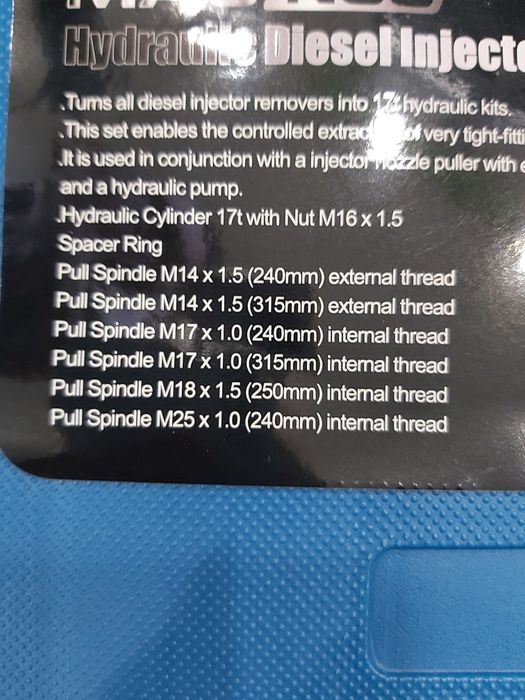 Hydraulic Diesel Injecto
.Turns all diesel injector removers into 17t hydraulic kits.
.This set enables the controlled extrac of very tight-fitti
.It is used in conjunction with a injector nozzle puller with
and a hydraulic pump.
.Hydraulic Cylinder 17t with Nut M16 x 1.5
Spacer Ring
Pull Spindle M14 x 1.5 (240mm) external thread
Pull Spindle M14 x 1.5 (315mm) external thread
Pull Spindle M17 x 1.0 (240mm) internal thread
Pull Spindle M17 x 1.0 (315mm) internal thread
Pull Spindle M18 x 1.5 (250mm) internal thread
Pull Spindle M25 x 1.0 (240mm) internal thread